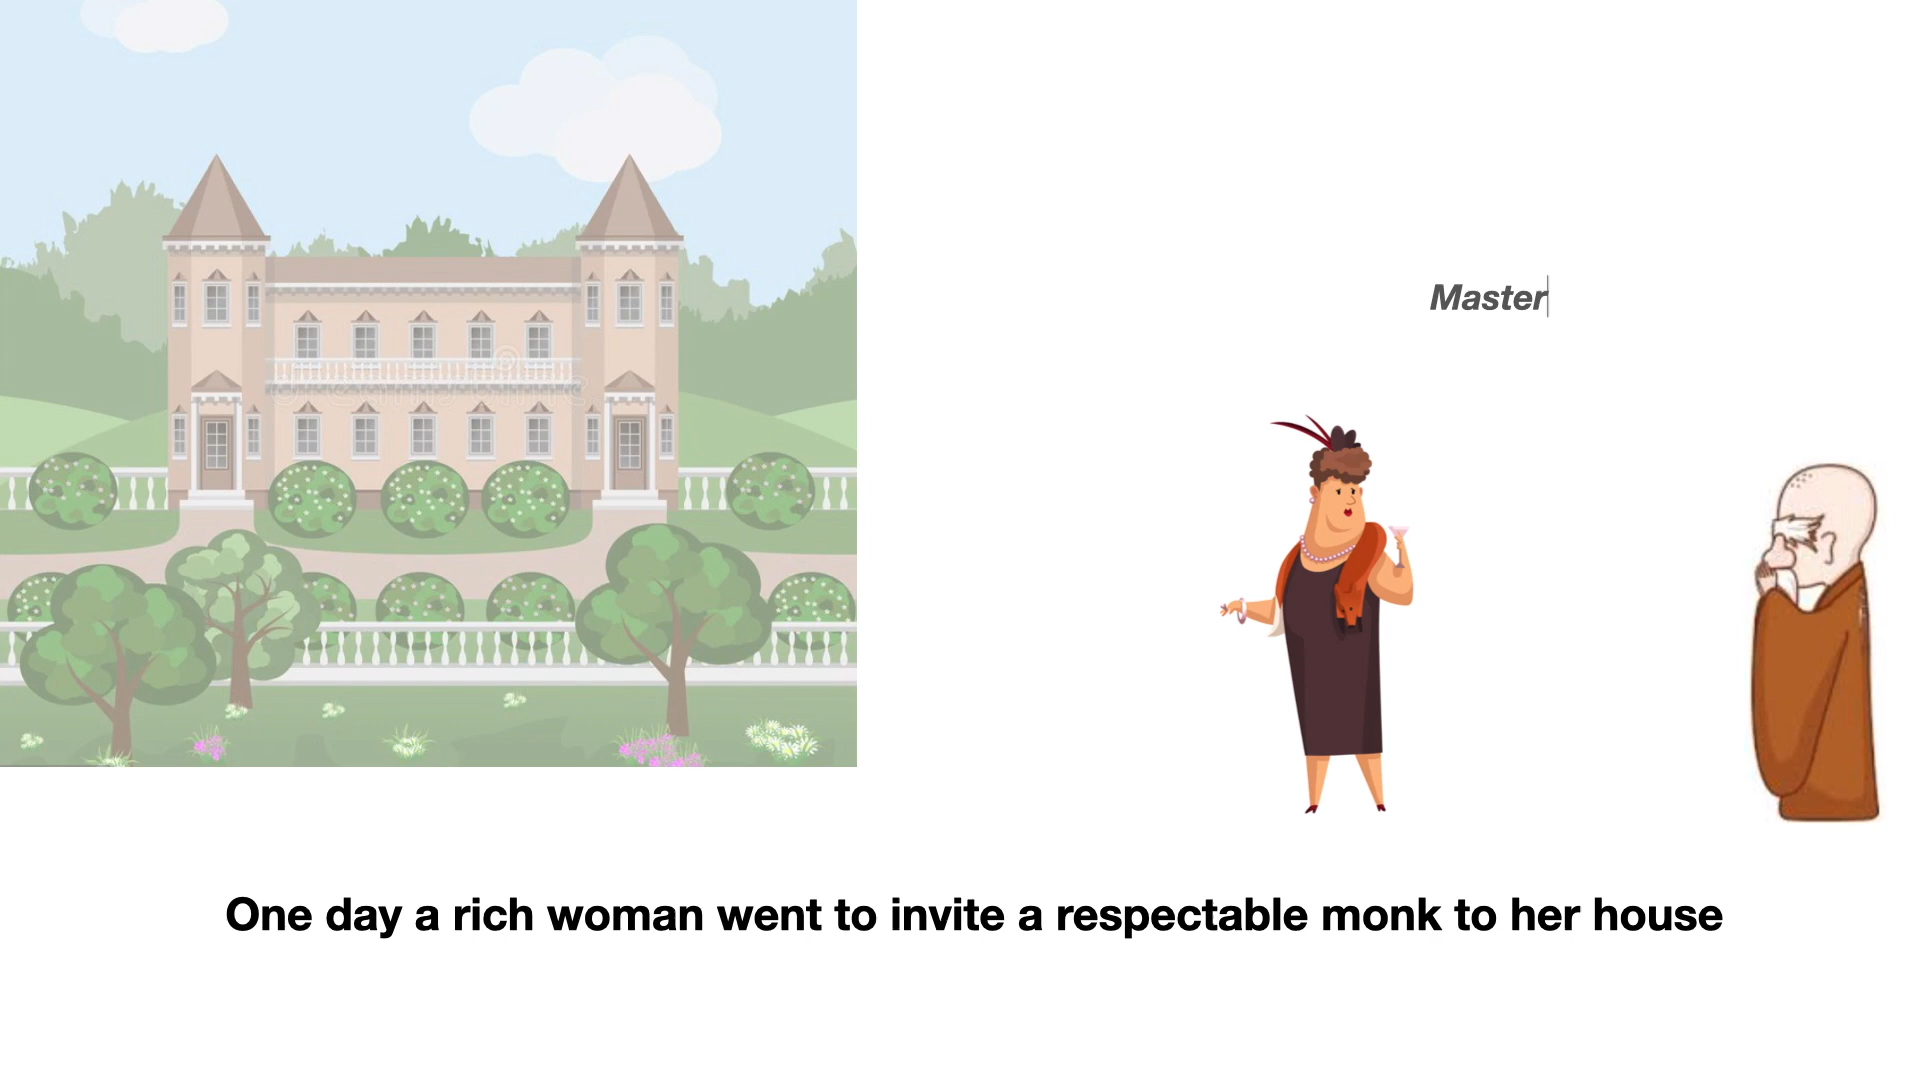 Master
One day a rich woman went to invite a respectable monk to her house